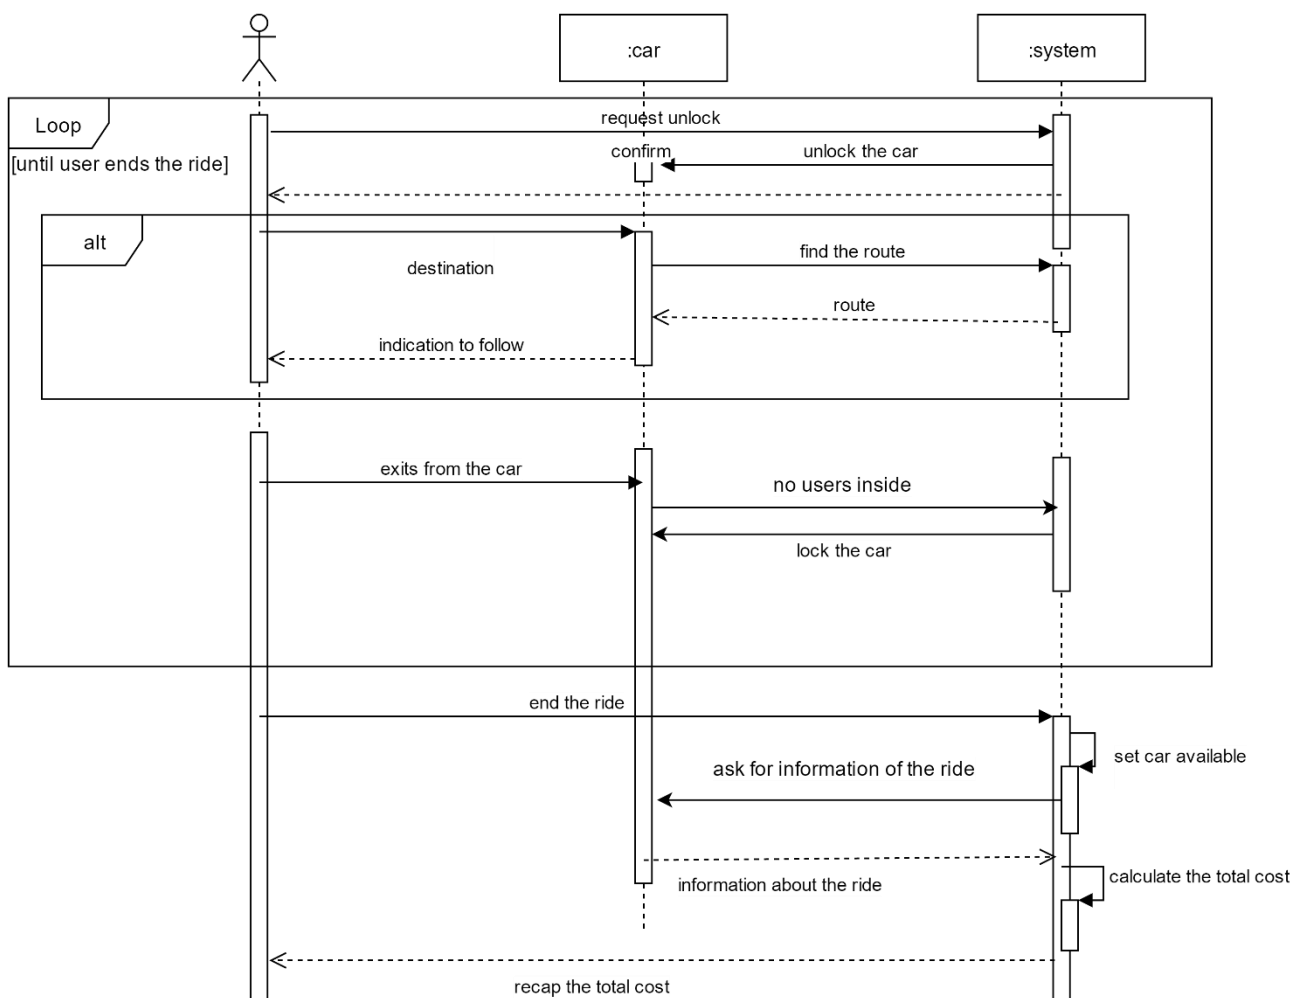 :car
:system
Loop
request unlock
[until user ends the ride]
confirm
unlock the car
alt
destination
find the route
route
indication to follow
exits from the car
no users inside
lock the car
end the ride
set car available
ask for information of the ride
information about the ride
calculate the total cost
recap the total cost